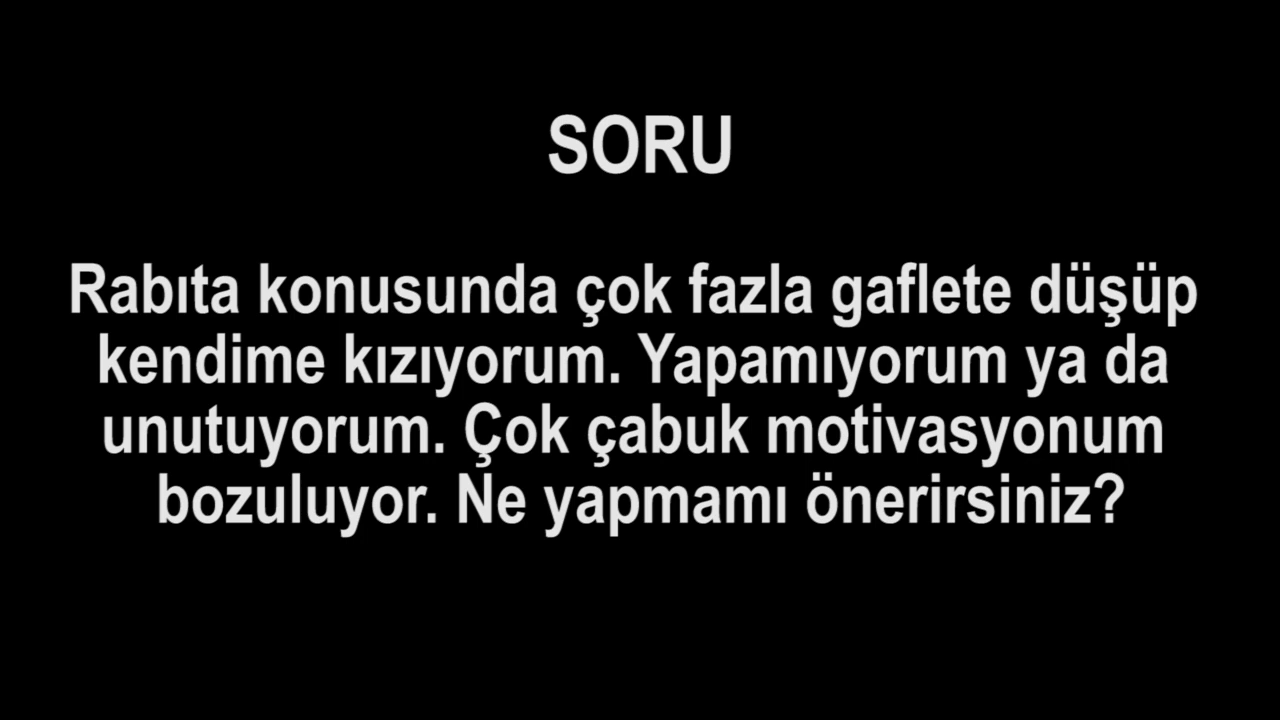 SORU
Rabıta konusunda çok fazla gaflete düşüp
kendime kızıyorum. Yapamıyorum ya da
unutuyorum. Çok çabuk motivasyonum
bozuluyor. Ne yapmamı önerirsiniz?